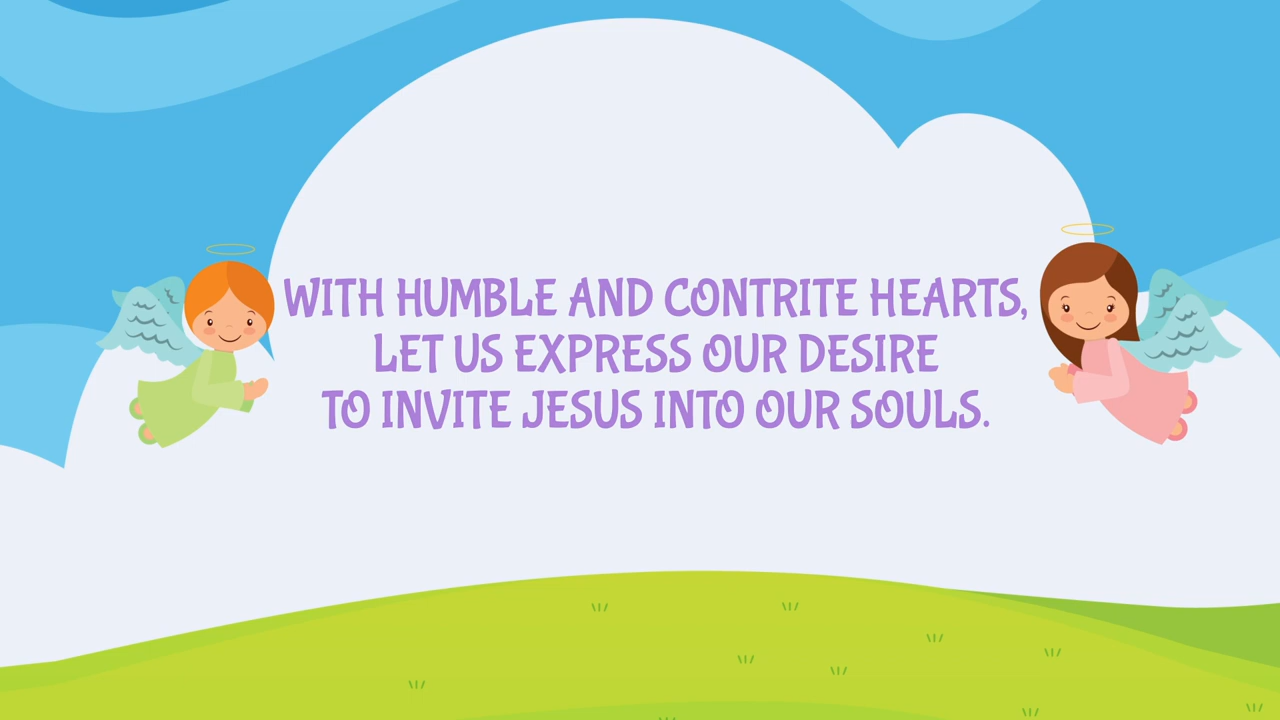 WITH HUMBLE AND CONTRITE HEARTS,
LET US EXPRESS OUR DESIRE
TO INVITE JESUS INTO OUR SOULS.